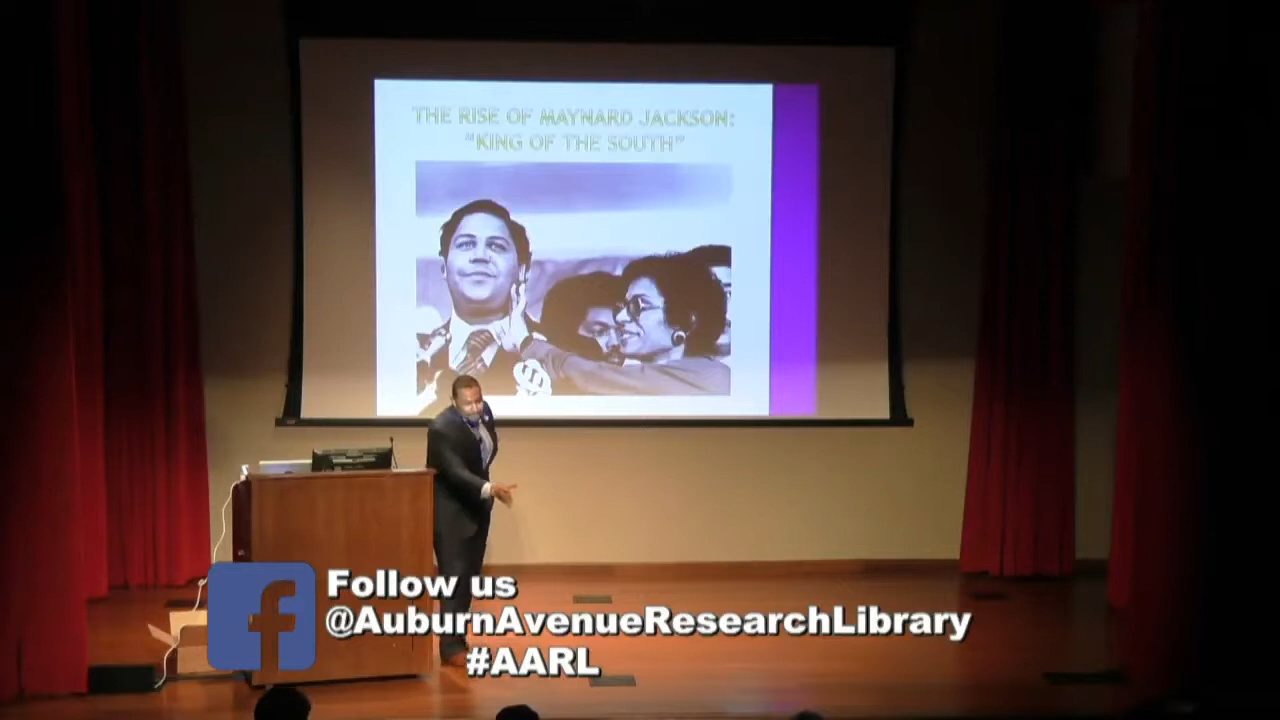 THE RISE OF MAYNARD JACKSON:
"KING OF THE SOUTH"
Follow us
@AuburnAvenueResearchLibrary
#AARL